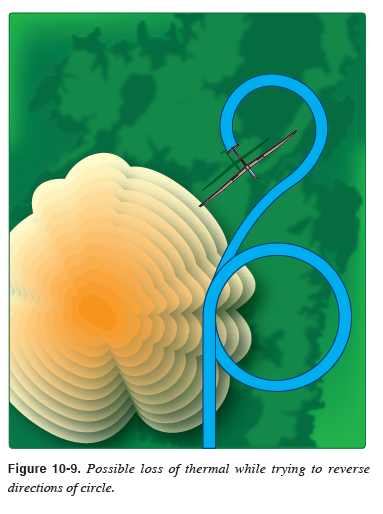 Figure 10-9. Possible loss of thermal while trying to reverse
directions of circle.